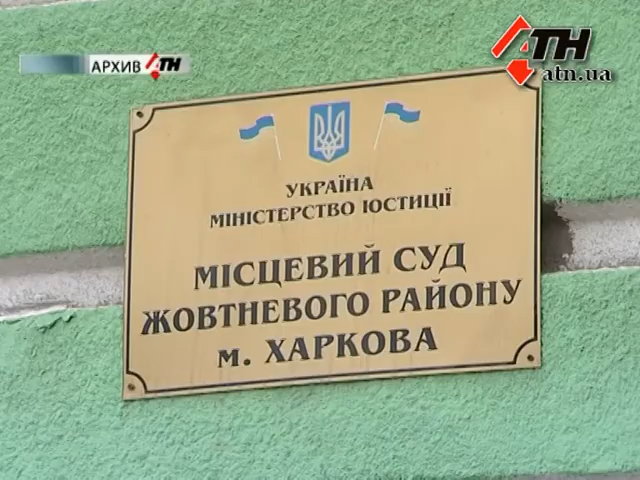 АРХИВ АТН
АТН
atn.ua
УКРАЇНА
МІНІСТЕРСТВО ЮСТИЦІЇ
МІСЦЕВИЙ СУД
ЖОВТНЕВОГО РАЙОНУ
м. ХАРКОВА